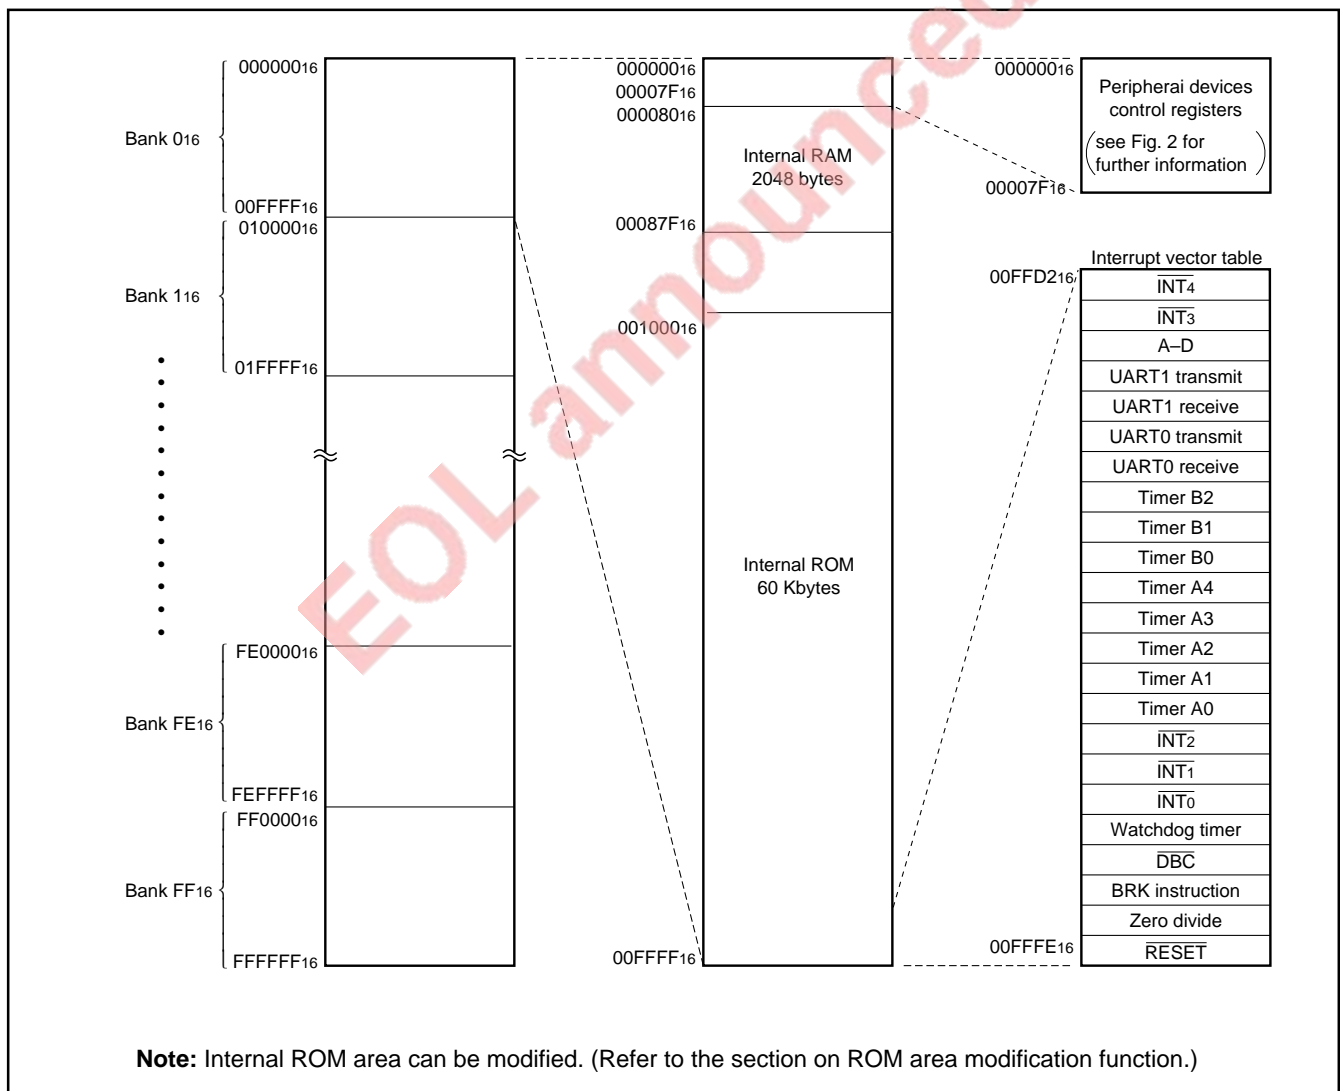 EOL announced
00000016
Bank 016
00FFFF16
01000016
Bank 116
01FFFF16
FE000016
Bank FE16
FEFFFF16
FF000016
Bank FF16
FFFFFF16
00000016
00007F16
00008016
Internal RAM
2048 bytes
00087F16
00100016
Internal ROM
60 Kbytes
00FFFF16
00000016
Peripherai devices
control registers
(see Fig. 2 for
further information)
00007F16
Interrupt vector table
00FFD216
INT4
INT3
A–D
UART1 transmit
UART1 receive
UART0 transmit
UART0 receive
Timer B2
Timer B1
Timer B0
Timer A4
Timer A3
Timer A2
Timer A1
Timer A0
INT2
INT1
INT0
Watchdog timer
DBC
BRK instruction
Zero divide
00FFFE16
RESET
Note: Internal ROM area can be modified. (Refer to the section on ROM area modification function.)